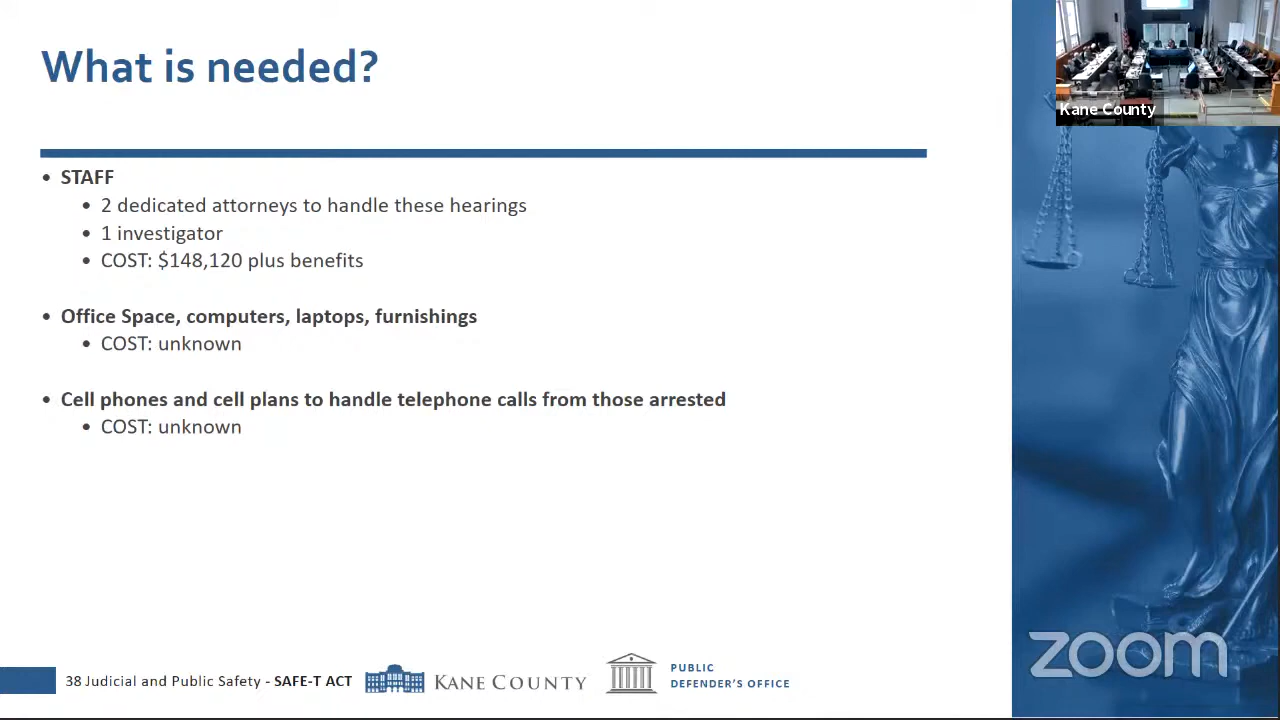 What is needed?
Kane County
• STAFF
• 2 dedicated attorneys to handle these hearings
• 1 investigator
• COST: $148,120 plus benefits
• Office Space, computers, laptops, furnishings
• COST: unknown
• Cell phones and cell plans to handle telephone calls from those arrested
• COST: unknown
zoom
38 Judicial and Public Safety - SAFE-T ACT
KANE COUNTY
PUBLIC
DEFENDER'S OFFICE